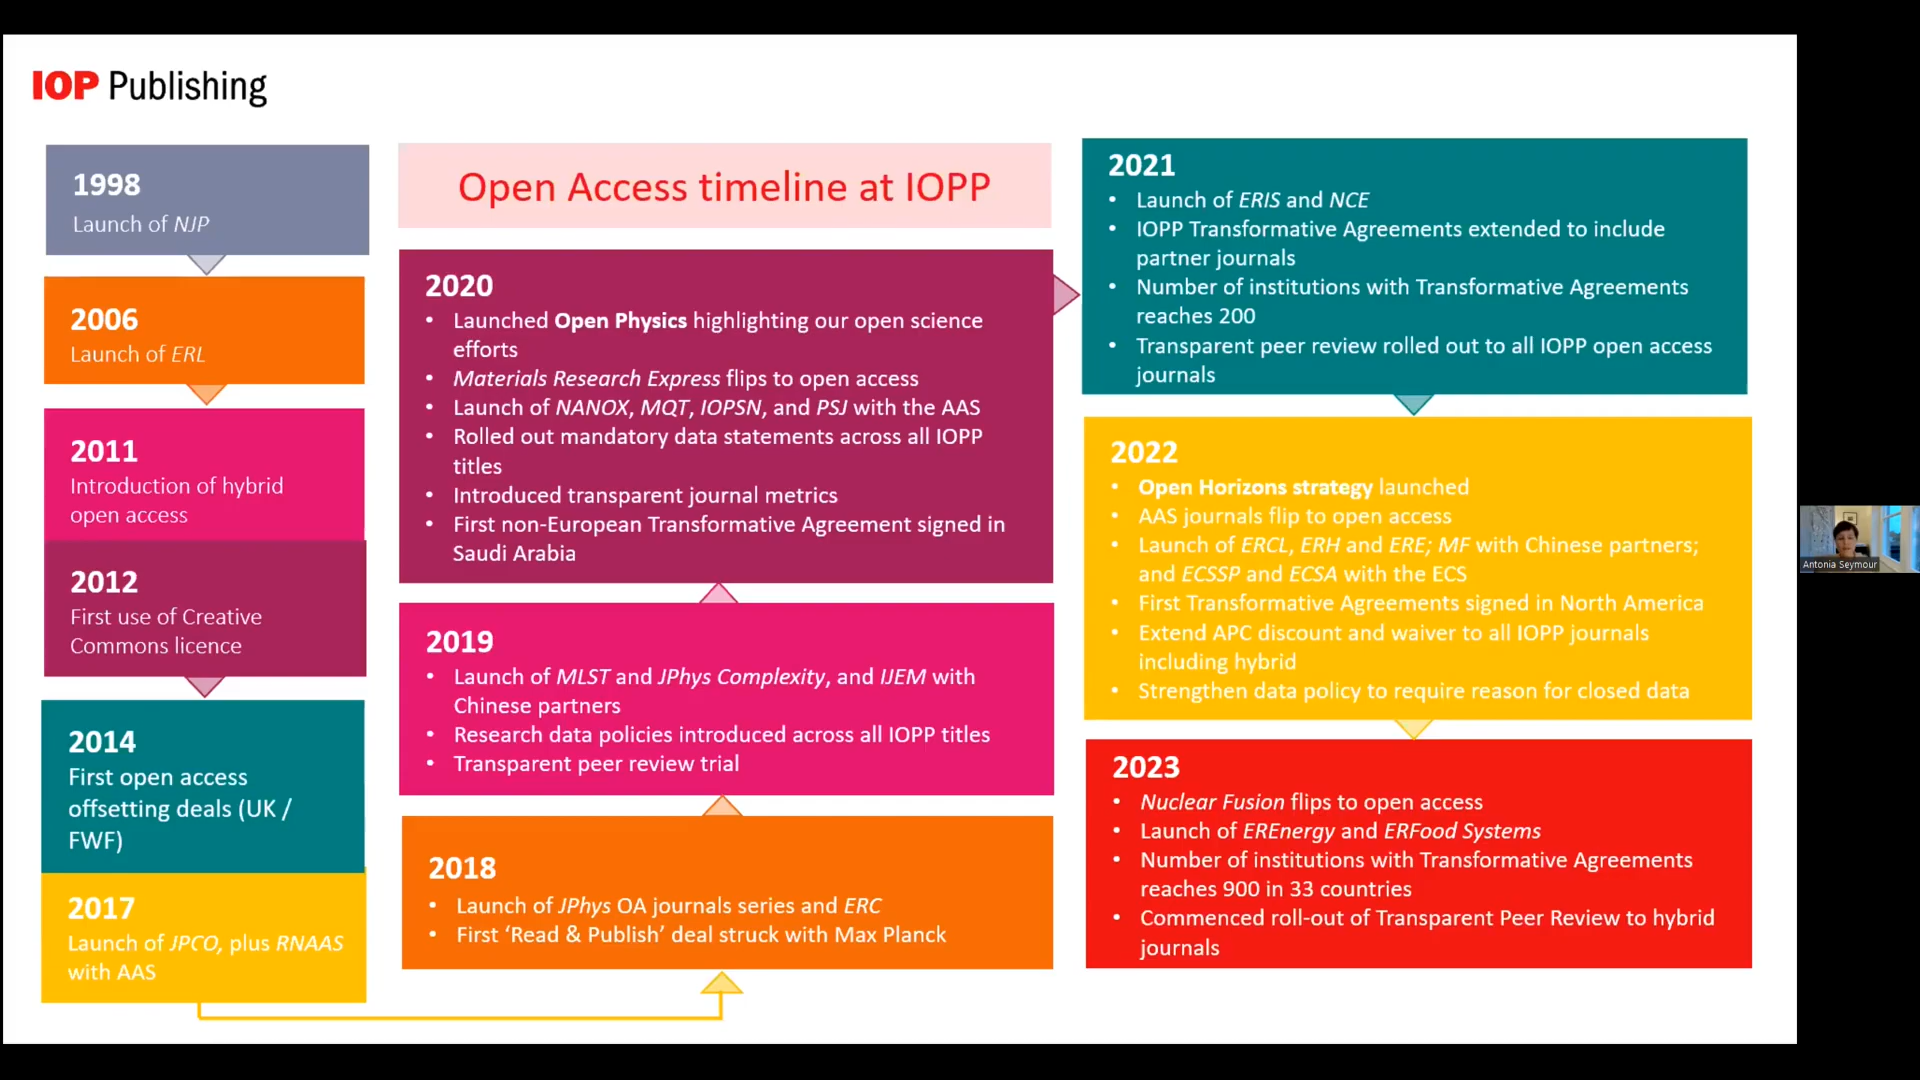 IOP Publishing
1998
Launch of NJP
2006
Launch of ERL
2011
Introduction of hybrid
open access
2012
First use of Creative
Commons licence
2014
First open access
offsetting deals (UK /
FWF)
2017
Launch of JPCO, plus RNAAS
with AAS
Open Access timeline at IOPP
2020
• Launched Open Physics highlighting our open science
efforts
• Materials Research Express flips to open access
• Launch of NANOX, MQT, IOPSN, and PSJ with the AAS
• Rolled out mandatory data statements across all IOPP
titles
• Introduced transparent journal metrics
• First non-European Transformative Agreement signed in
Saudi Arabia
2019
• Launch of MLST and JPhys Complexity, and IJEM with
Chinese partners
• Research data policies introduced across all IOPP titles
• Transparent peer review trial
2018
• Launch of JPhys OA journals series and ERC
• First ‘Read & Publish’ deal struck with Max Planck
2021
• Launch of ERIS and NCE
• IOPP Transformative Agreements extended to include
partner journals
• Number of institutions with Transformative Agreements
reaches 200
• Transparent peer review rolled out to all IOPP open access
journals
2022
• Open Horizons strategy launched
• AAS journals flip to open access
• Launch of ERCL, ERH and ERE; MF with Chinese partners;
and ECSSP and ECSA with the ECS
• First Transformative Agreements signed in North America
• Extend APC discount and waiver to all IOPP journals
including hybrid
• Strengthen data policy to require reason for closed data
2023
• Nuclear Fusion flips to open access
• Launch of EREnergy and ERFood Systems
• Number of institutions with Transformative Agreements
reaches 900 in 33 countries
• Commenced roll-out of Transparent Peer Review to hybrid
journals
Antonia Seymour